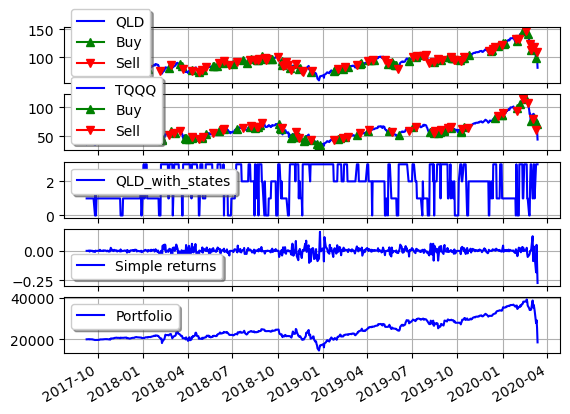 150
100
QLD
Buy
Sell
100
50
TQQQ
Buy
Sell
2
0
QLD_with_states
0.00
−0.25
Simple returns
40000
20000
Portfolio
2017-10
2018-01
2018-04
2018-07
2018-10
2019-01
2019-04
2019-07
2019-10
2020-01
2020-04